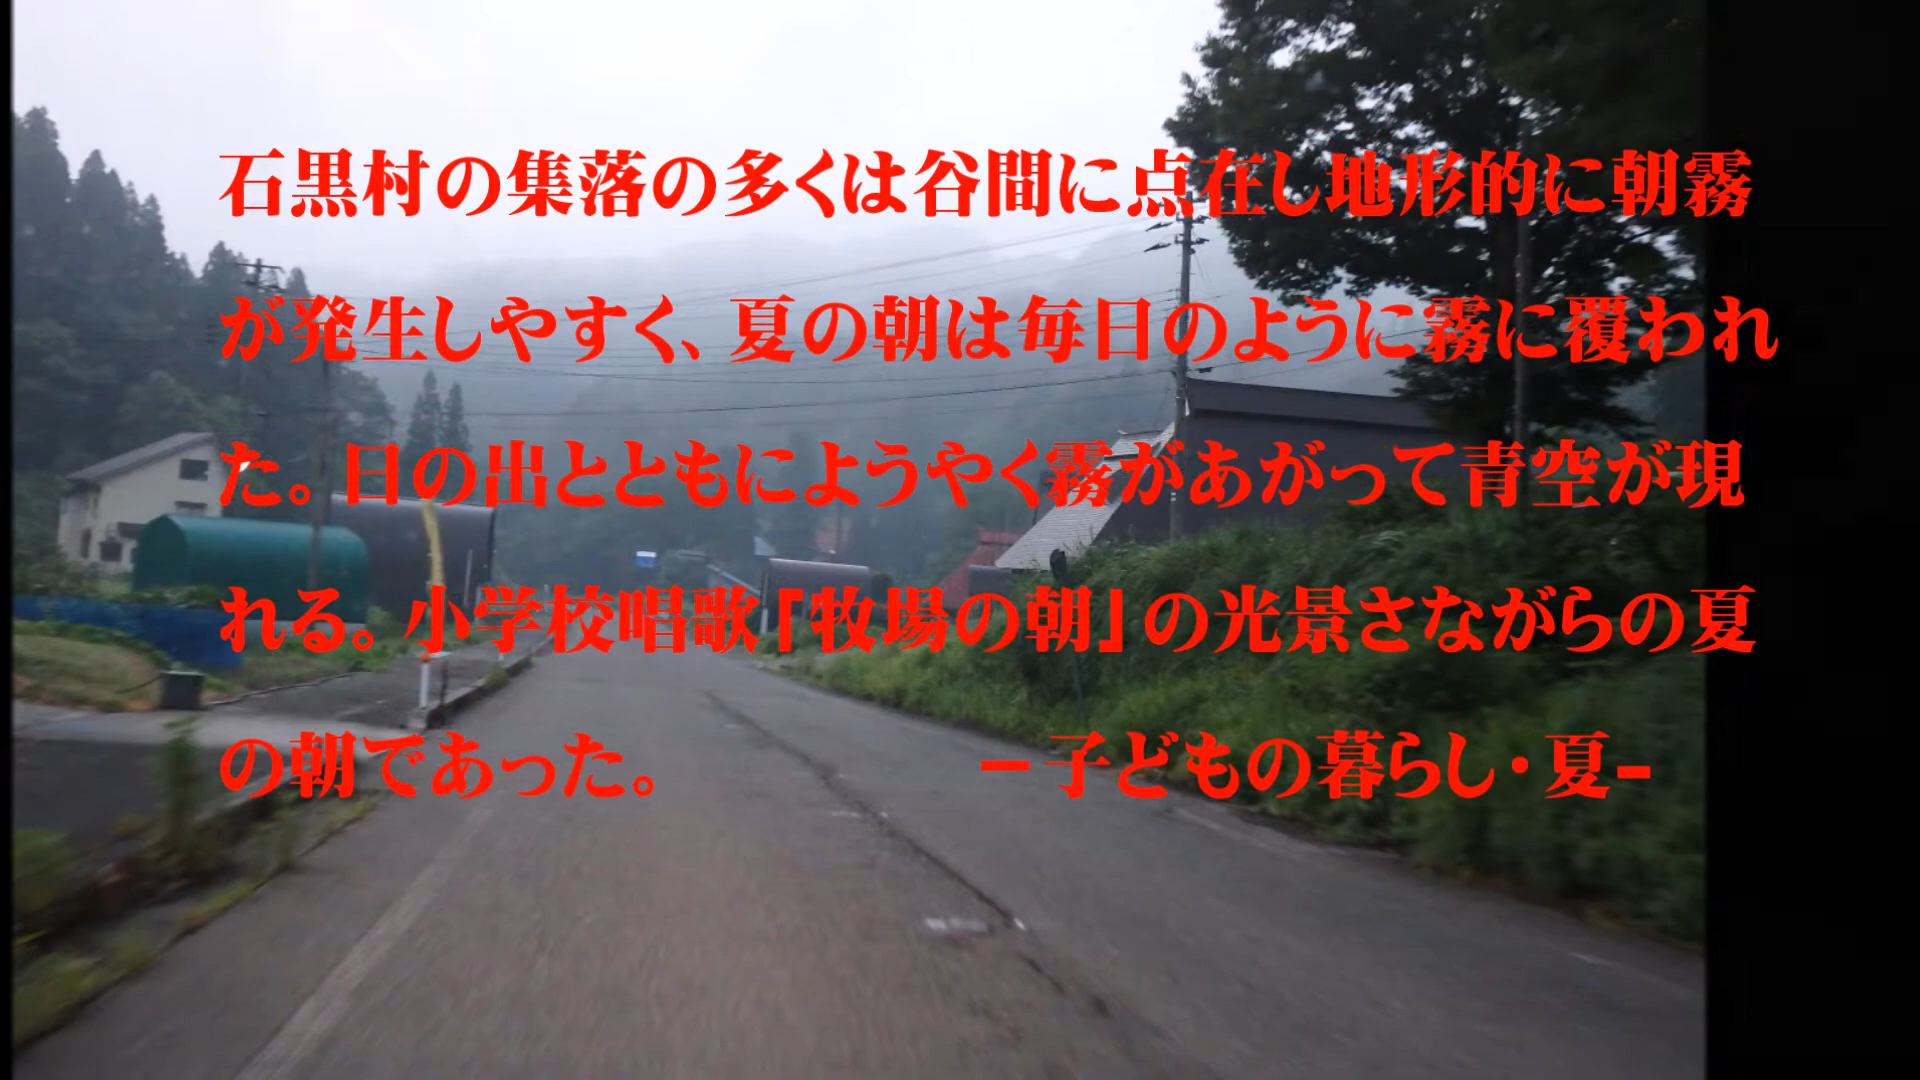 石黒村の集落の多くは谷間に点在し地形的に朝霧
が発生しやすく、夏の朝は毎日のように霧に覆われ
た。日の出とともにようやく霧があがって青空が現
れる。小学校唱歌「牧場の朝」の光景さながらの夏
の朝であった。　　　　－子どもの暮らし・夏-